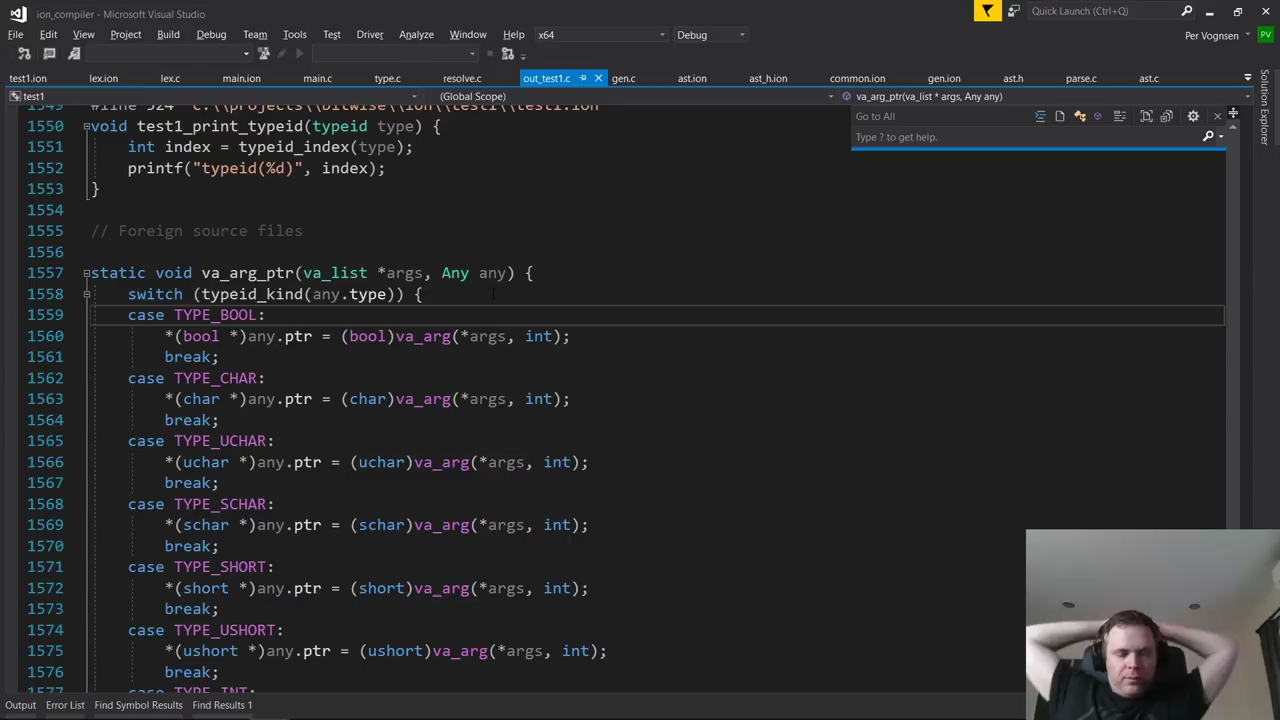 ion_compiler - Microsoft Visual Studio
Quick Launch (Ctrl+Q)
File Edit View Project Build Debug Team Tools Test Driver Analyze Window Help x64 Debug
Per Vognsen PV
test1.ion lex.ion lex.c main.ion main.c type.c resolve.c out_test1.c gen.c ast.ion ast_h.ion common.ion gen.ion ast.h parse.c ast.c
test1 (Global Scope) va_arg_ptr(va_list * args, Any any)
Go to All
Type ? to get help.
Solution Explorer
1549 #line 524 "C:\\projects\\bitwise\\ion\\test1\\test1.ion"
1550 void test1_print_typeid(typeid type) {
1551 int index = typeid_index(type);
1552 printf("typeid(%d)", index);
1553 }
1554
1555 // Foreign source files
1556
1557 static void va_arg_ptr(va_list *args, Any any) {
1558 switch (typeid_kind(any.type)) {
1559 case TYPE_BOOL:
1560 *(bool *)any.ptr = (bool)va_arg(*args, int);
1561 break;
1562 case TYPE_CHAR:
1563 *(char *)any.ptr = (char)va_arg(*args, int);
1564 break;
1565 case TYPE_UCHAR:
1566 *(uchar *)any.ptr = (uchar)va_arg(*args, int);
1567 break;
1568 case TYPE_SCHAR:
1569 *(schar *)any.ptr = (schar)va_arg(*args, int);
1570 break;
1571 case TYPE_SHORT:
1572 *(short *)any.ptr = (short)va_arg(*args, int);
1573 break;
1574 case TYPE_USHORT:
1575 *(ushort *)any.ptr = (ushort)va_arg(*args, int);
1576 break;
1577 case TYPE_INT:
Output Error List Find Symbol Results Find Results 1